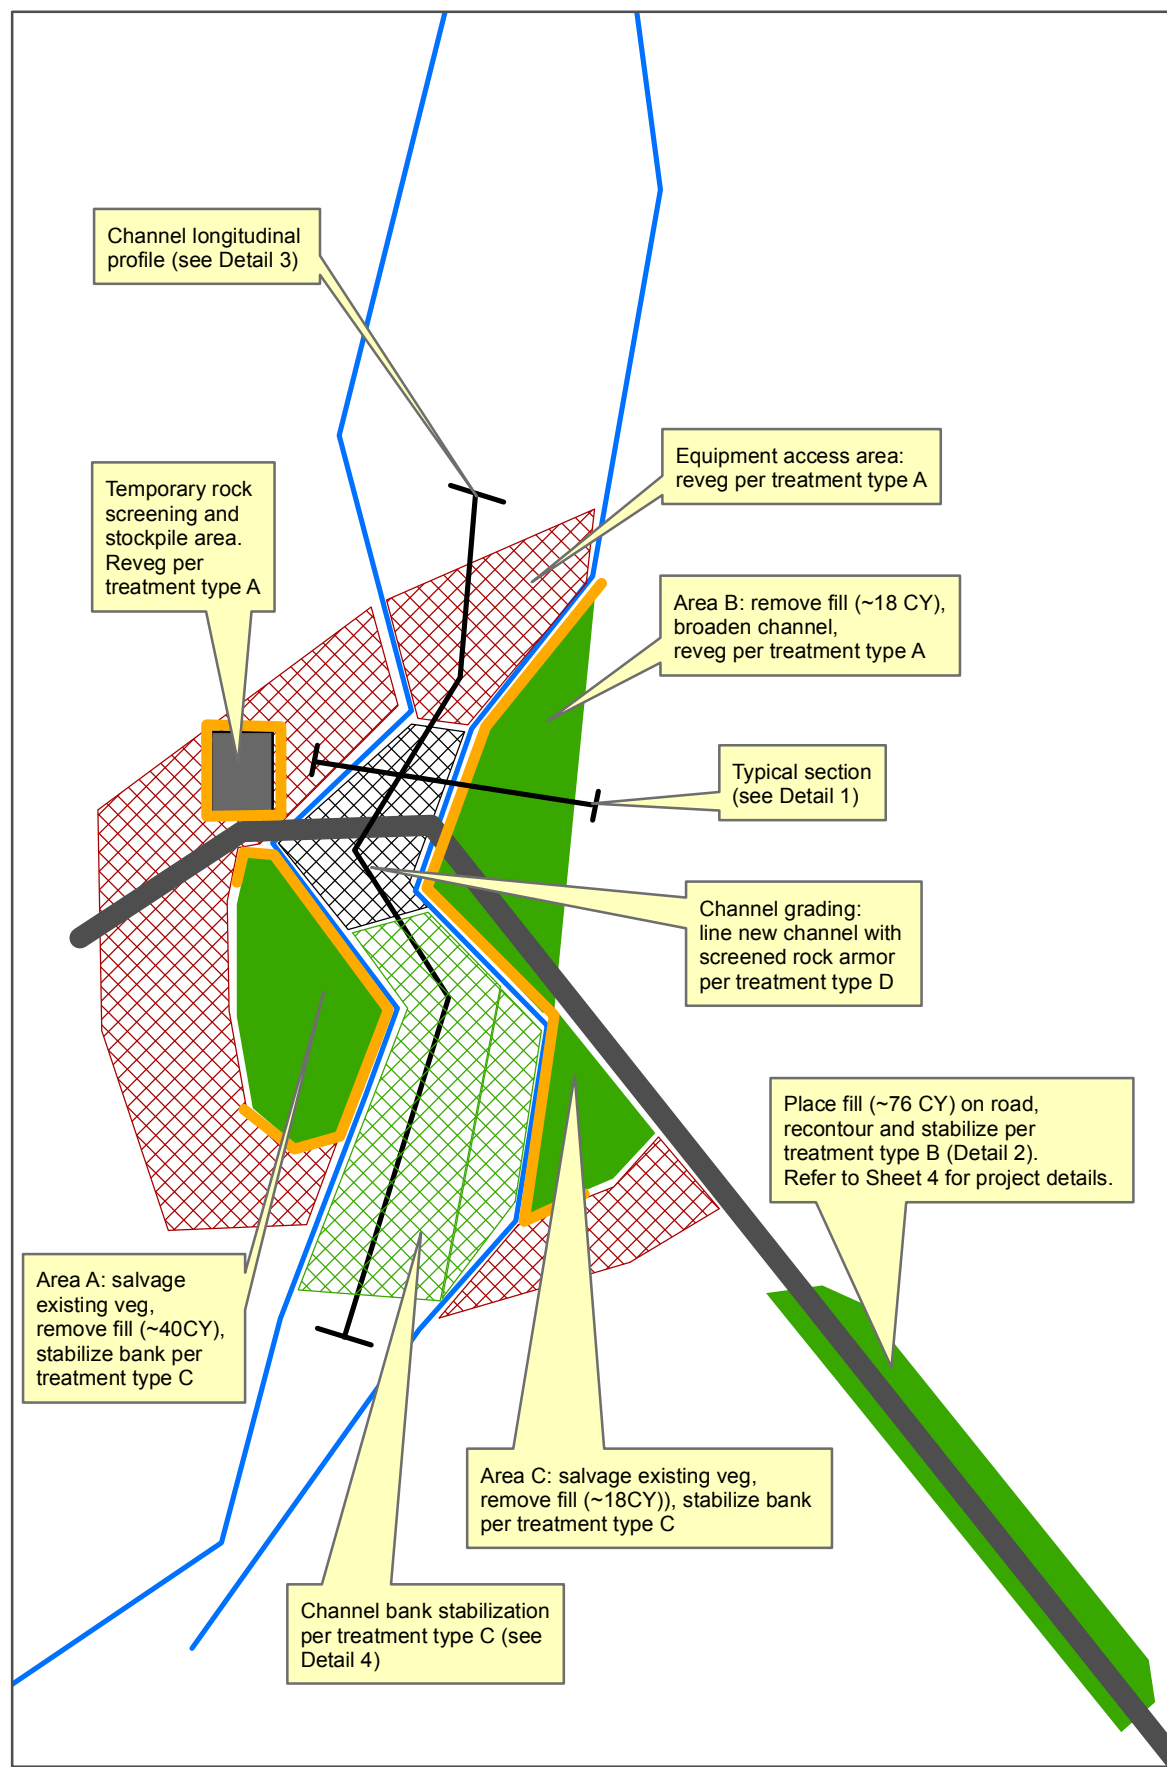 Channel longitudinal
profile (see Detail 3)
Equipment access area:
reveg per treatment type A
Temporary rock
screening and
stockpile area.
Reveg per
treatment type A
Area B: remove fill (~18 CY),
broaden channel,
reveg per treatment type A
Typical section
(see Detail 1)
Channel grading:
line new channel with
screened rock armor
per treatment type D
Place fill (~76 CY) on road,
recontour and stabilize per
treatment type B (Detail 2).
Refer to Sheet 4 for project details.
Area A: salvage
existing veg,
remove fill (~40CY),
stabilize bank per
treatment type C
Area C: salvage existing veg,
remove fill (~18CY)), stabilize bank
per treatment type C
Channel bank stabilization
per treatment type C (see
Detail 4)